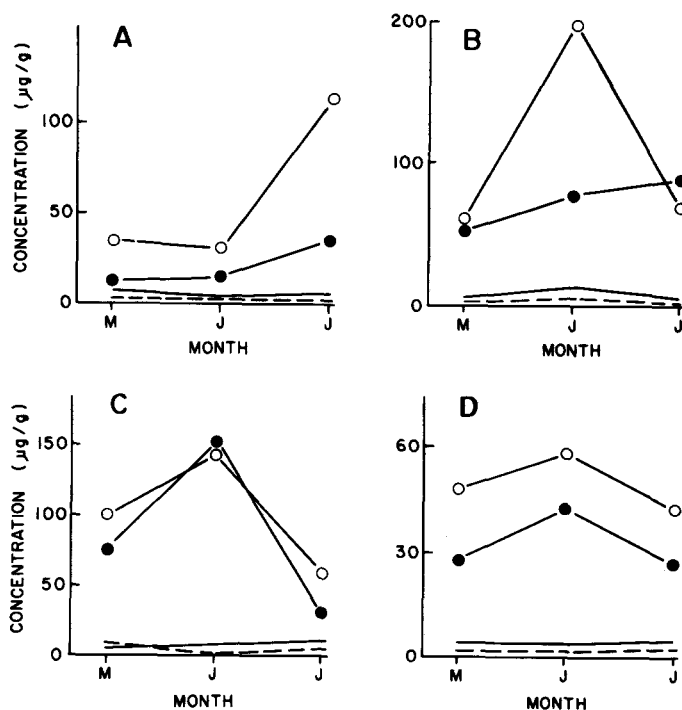 A
CONCENTRATION (µg/g)
100
50
0
M J J
MONTH
B
200
100
0
M J J
MONTH
C
CONCENTRATION (µg/g)
150
100
50
0
M J J
MONTH
D
60
30
0
M J J
MONTH